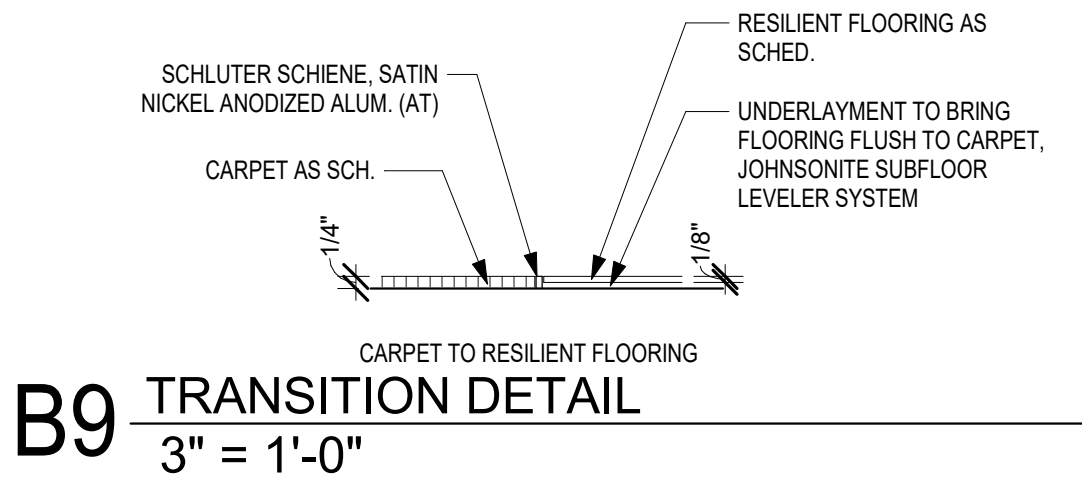 RESILIENT FLOORING AS
SCHED.
SCHLUTER SCHIENE, SATIN
NICKEL ANODIZED ALUM. (AT)
UNDERLAYMENT TO BRING
FLOORING FLUSH TO CARPET,
JOHNSONITE SUBFLOOR
LEVELER SYSTEM
CARPET AS SCH.
1/4"
1/8"
CARPET TO RESILIENT FLOORING
B9 TRANSITION DETAIL
3" = 1'-0"